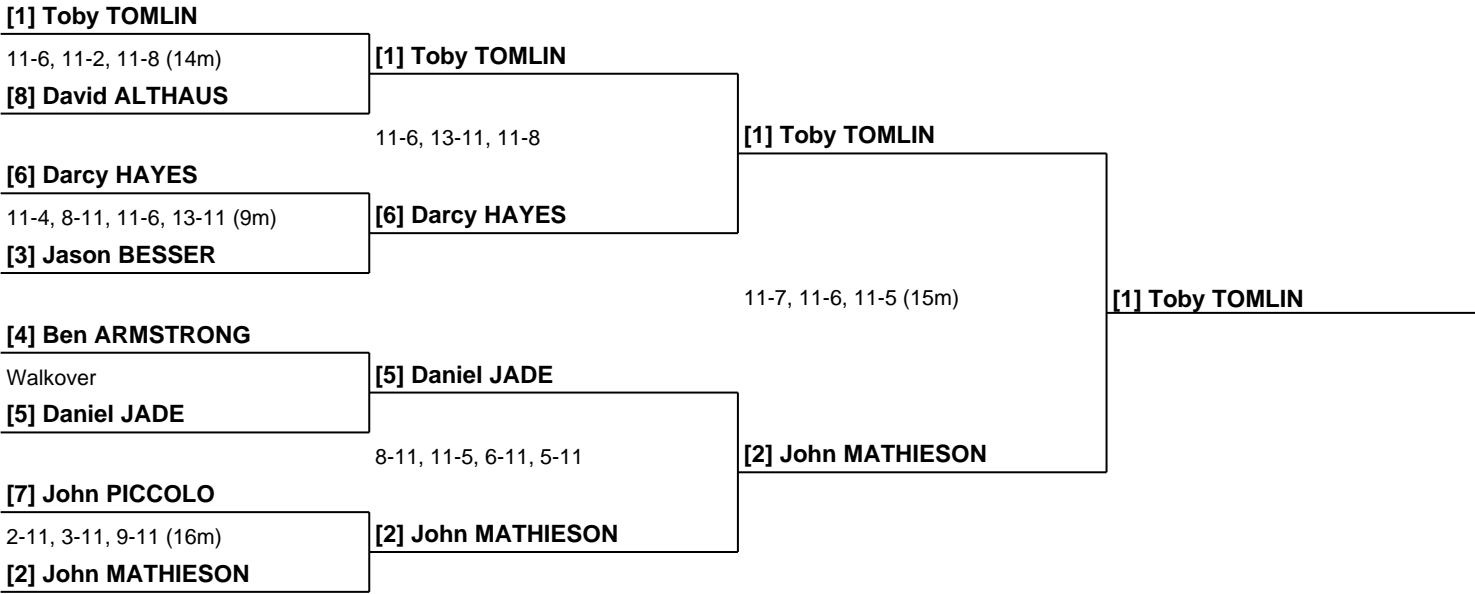 [1] Toby TOMLIN
11-6, 11-2, 11-8 (14m)
[1] Toby TOMLIN
[8] David ALTHAUS
11-6, 13-11, 11-8
[1] Toby TOMLIN
[6] Darcy HAYES
11-4, 8-11, 11-6, 13-11 (9m)
[6] Darcy HAYES
[3] Jason BESSER
11-7, 11-6, 11-5 (15m)
[1] Toby TOMLIN
[4] Ben ARMSTRONG
Walkover
[5] Daniel JADE
[5] Daniel JADE
8-11, 11-5, 6-11, 5-11
[2] John MATHIESON
[7] John PICCOLO
2-11, 3-11, 9-11 (16m)
[2] John MATHIESON
[2] John MATHIESON